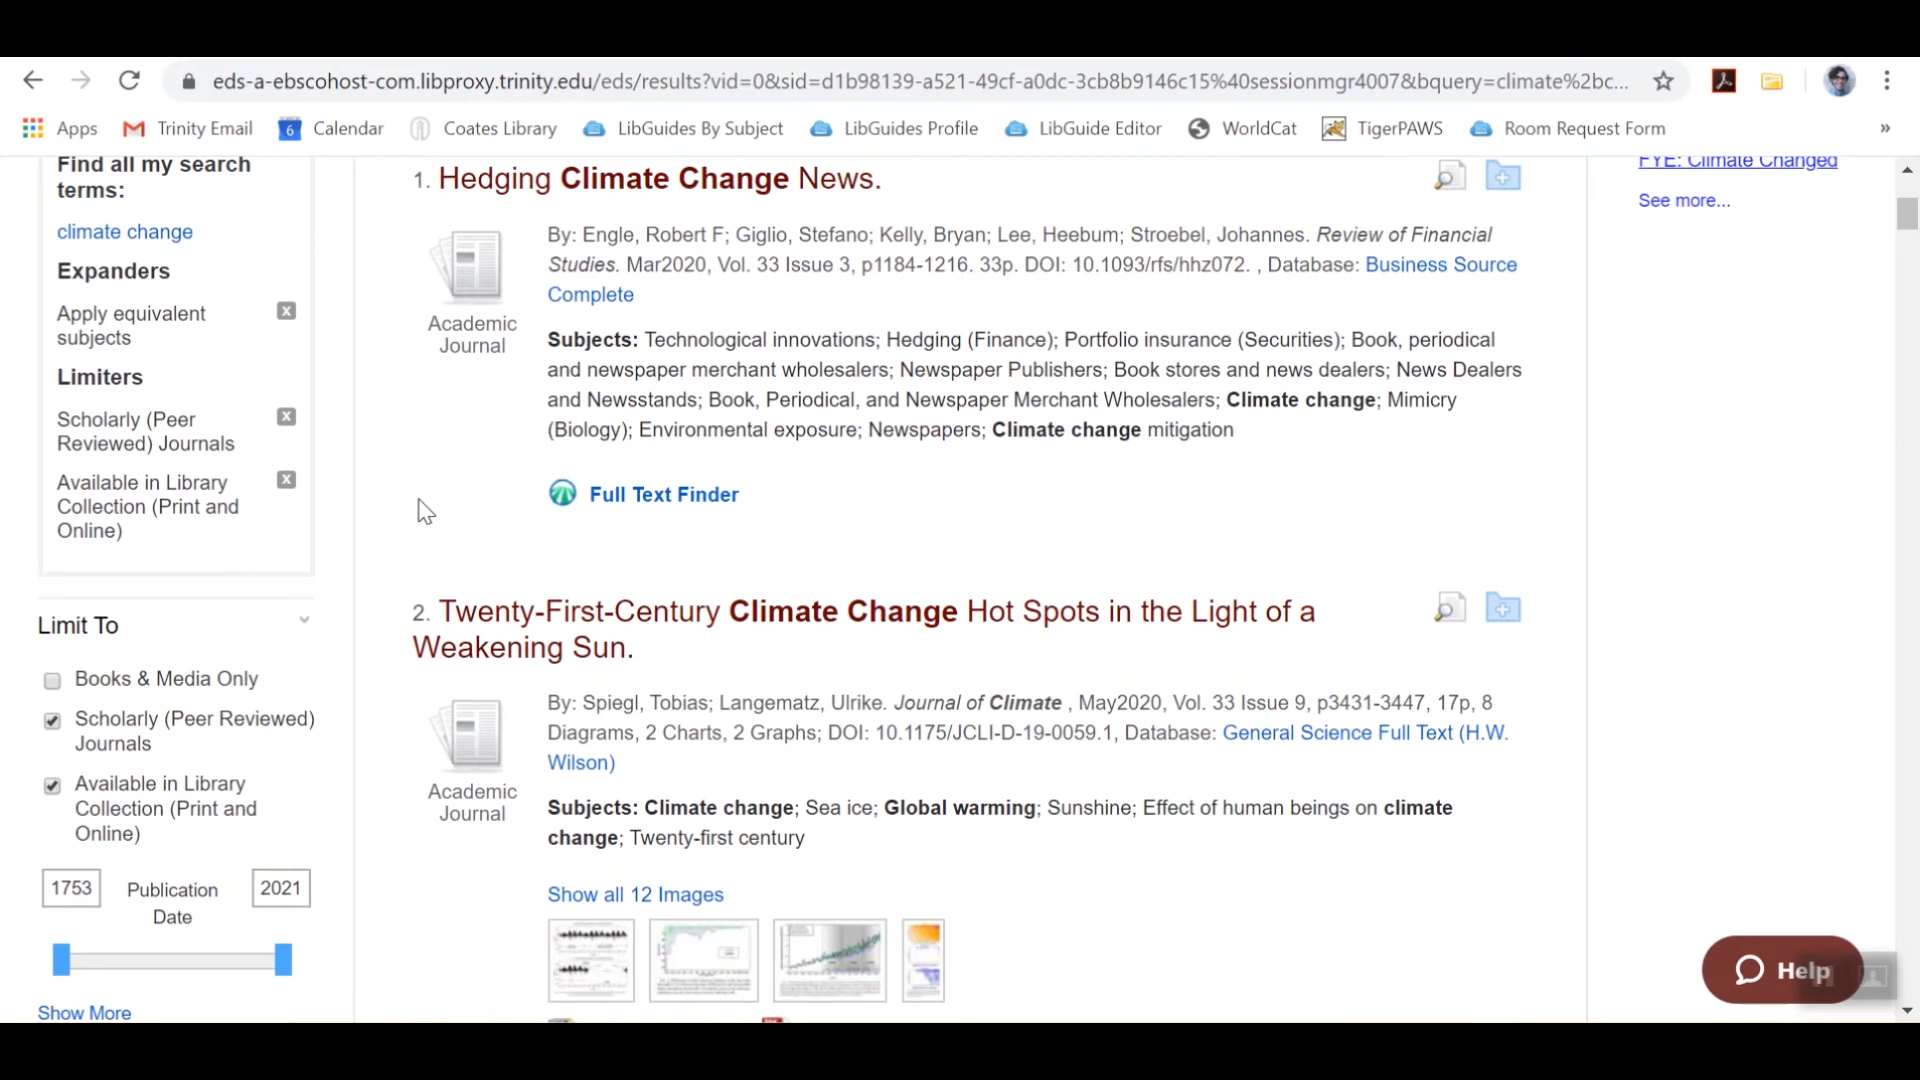 eds-a-ebscohost-com.libproxy.trinity.edu/eds/results?vid=0&sid=d1b98139-a521-49cf-a0dc-3cb8b9146c15%40sessionmgr4007&bquery=climate%2bc...
Apps Trinity Email 6 Calendar Coates Library LibGuides By Subject LibGuides Profile LibGuide Editor WorldCat TigerPAWS Room Request Form »
Find all my search
terms:
climate change
Expanders
Apply equivalent
subjects
Limiters
Scholarly (Peer
Reviewed) Journals
Available in Library
Collection (Print and
Online)
Limit To
Books & Media Only
Scholarly (Peer Reviewed)
Journals
Available in Library
Collection (Print and
Online)
1753 Publication 2021
Date
Show More
1. Hedging Climate Change News.
Academic
Journal
By: Engle, Robert F; Giglio, Stefano; Kelly, Bryan; Lee, Heebum; Stroebel, Johannes. Review of Financial
Studies. Mar2020, Vol. 33 Issue 3, p1184-1216. 33p. DOI: 10.1093/rfs/hhz072. , Database: Business Source
Complete
Subjects: Technological innovations; Hedging (Finance); Portfolio insurance (Securities); Book, periodical
and newspaper merchant wholesalers; Newspaper Publishers; Book stores and news dealers; News Dealers
and Newsstands; Book, Periodical, and Newspaper Merchant Wholesalers; Climate change; Mimicry
(Biology); Environmental exposure; Newspapers; Climate change mitigation
Full Text Finder
2. Twenty-First-Century Climate Change Hot Spots in the Light of a
Weakening Sun.
Academic
Journal
By: Spiegl, Tobias; Langematz, Ulrike. Journal of Climate , May2020, Vol. 33 Issue 9, p3431-3447, 17p, 8
Diagrams, 2 Charts, 2 Graphs; DOI: 10.1175/JCLI-D-19-0059.1, Database: General Science Full Text (H.W.
Wilson)
Subjects: Climate change; Sea ice; Global warming; Sunshine; Effect of human beings on climate
change; Twenty-first century
Show all 12 Images
FYE: Climate Changed
See more...
Help